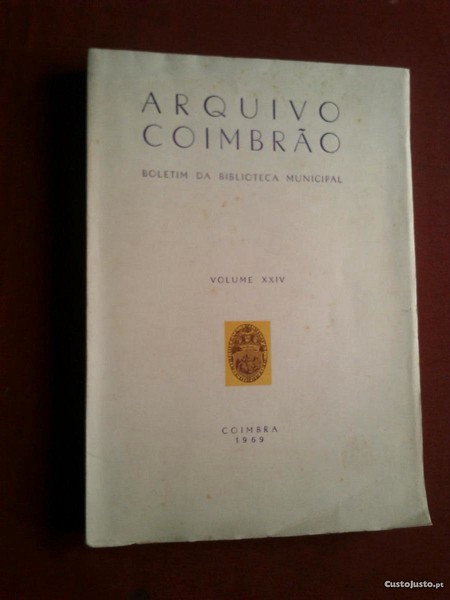 ARQUIVO
COIMBRÃO
BOLETIM DA BIBLIOTECA MUNICIPAL
VOLUME XXIV
COIMBRA
1969
CustoJusto.pt